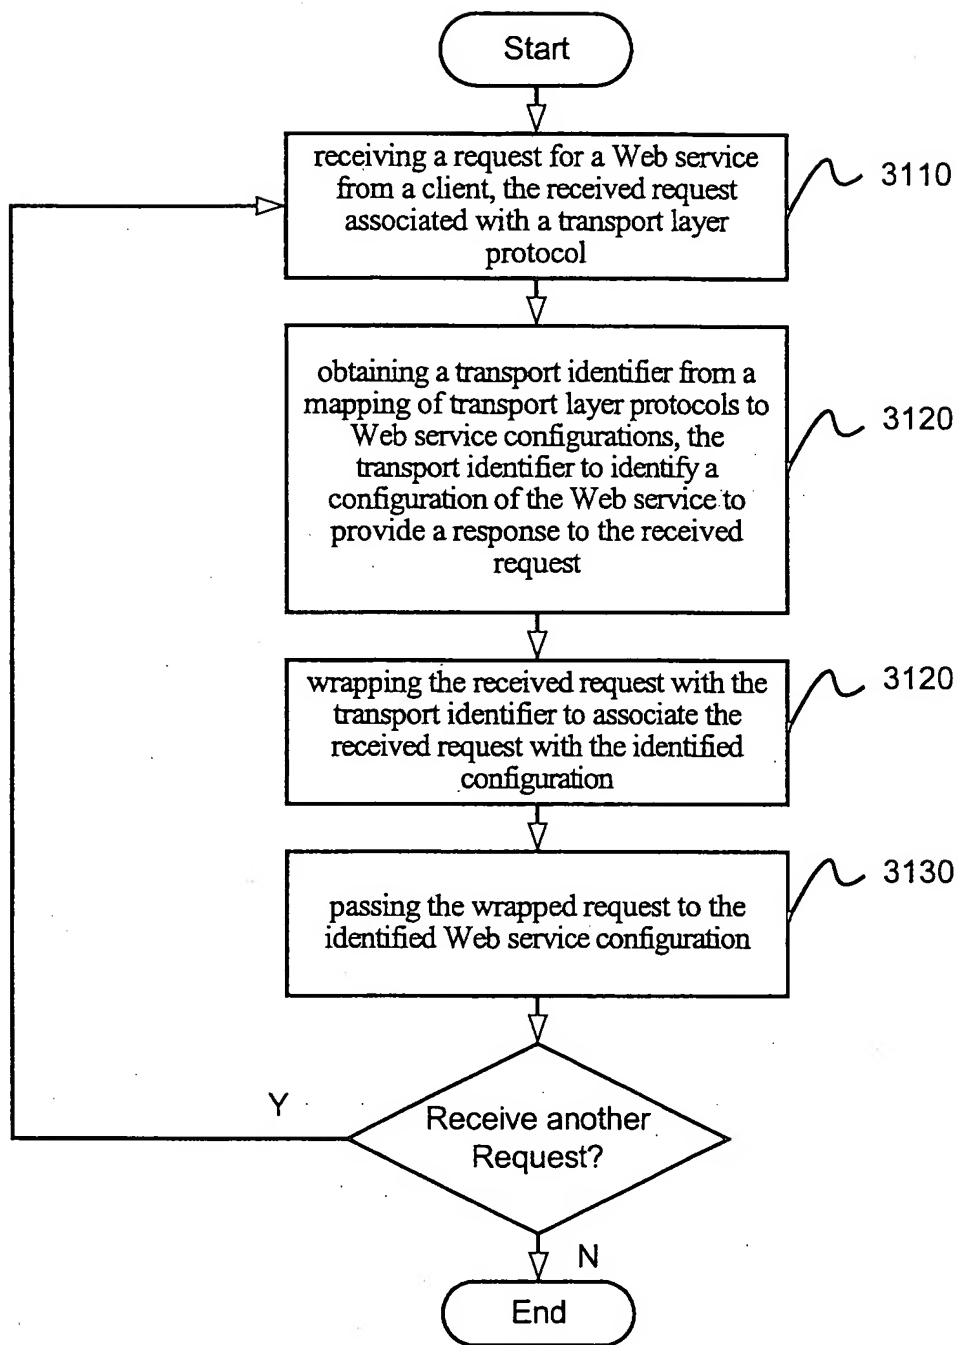 Start
receiving a request for a Web service
from a client, the received request
associated with a transport layer
protocol
3110
obtaining a transport identifier from a
mapping of transport layer protocols to
Web service configurations, the
transport identifier to identify a
configuration of the Web service to
provide a response to the received
request
3120
wrapping the received request with the
transport identifier to associate the
received request with the identified
configuration
3120
passing the wrapped request to the
identified Web service configuration
3130
Y
Receive another
Request?
N
End